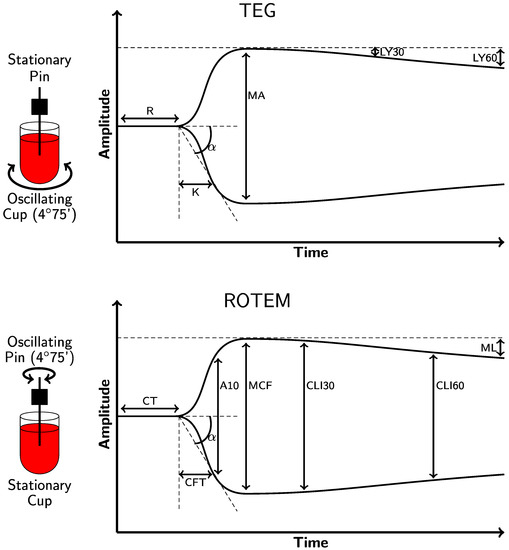 TEG
Stationary
Pin
Oscillating
Cup (4°75')
Amplitude
R
α
K
MA
LY30
LY60
Time
ROTEM
Oscillating
Pin (4°75')
Stationary
Cup
Amplitude
CT
α
CFT
A10
MCF
CLI30
CLI60
ML
Time